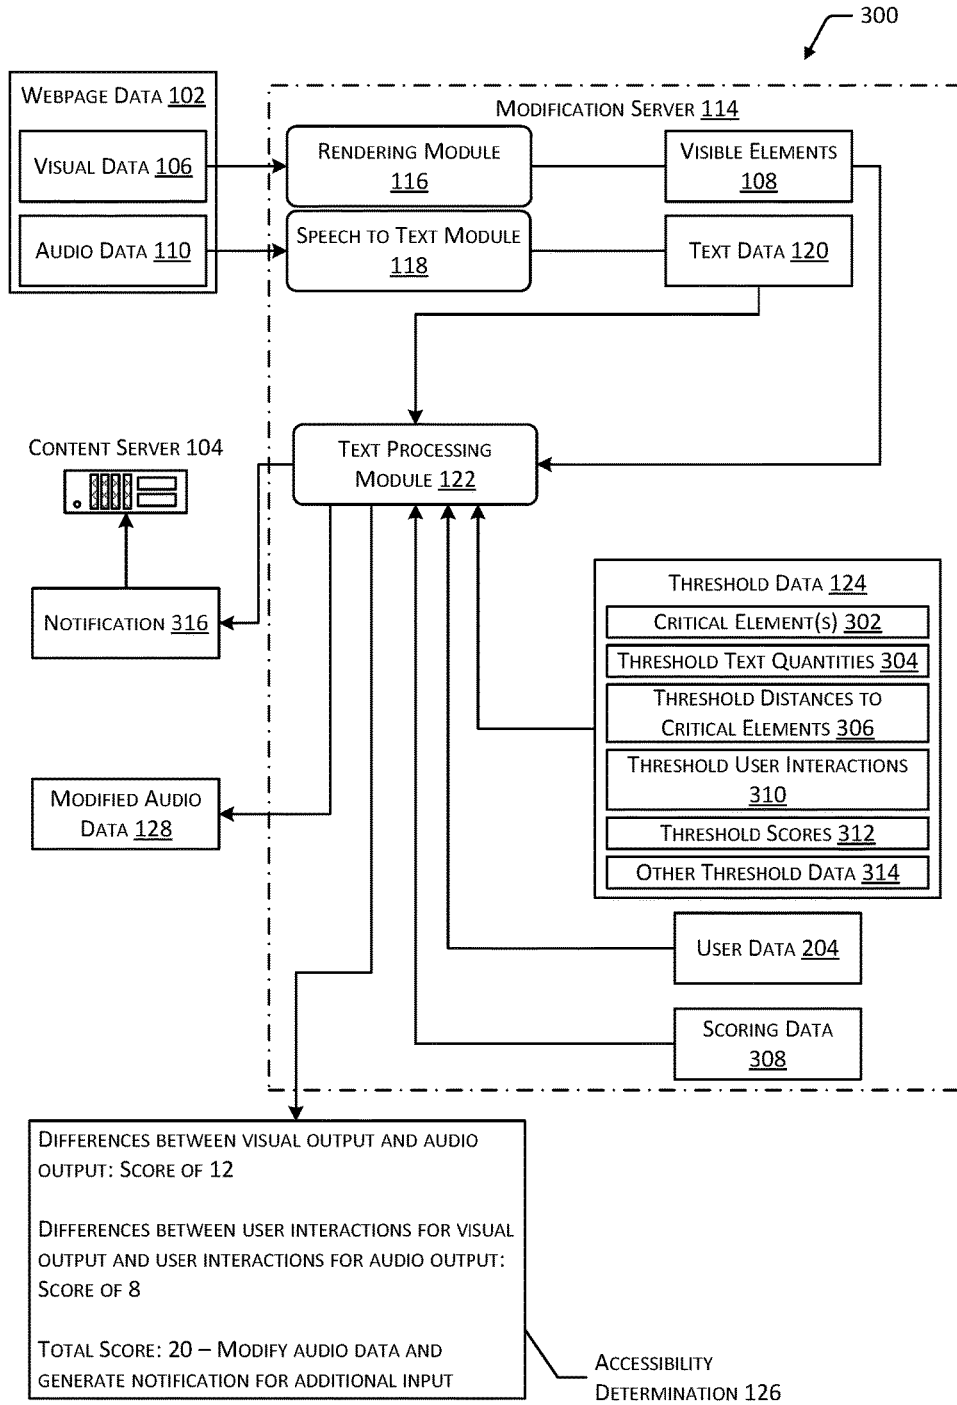 300
WEBPAGE DATA 102
VISUAL DATA 106
AUDIO DATA 110
MODIFICATION SERVER 114
RENDERING MODULE
116
VISIBLE ELEMENTS
108
SPEECH TO TEXT MODULE
118
TEXT DATA 120
TEXT PROCESSING
MODULE 122
CONTENT SERVER 104
NOTIFICATION 316
MODIFIED AUDIO
DATA 128
THRESHOLD DATA 124
CRITICAL ELEMENT(S) 302
THRESHOLD TEXT QUANTITIES 304
THRESHOLD DISTANCES TO
CRITICAL ELEMENTS 306
THRESHOLD USER INTERACTIONS
310
THRESHOLD SCORES 312
OTHER THRESHOLD DATA 314
USER DATA 204
SCORING DATA
308
DIFFERENCES BETWEEN VISUAL OUTPUT AND AUDIO
OUTPUT: SCORE OF 12
DIFFERENCES BETWEEN USER INTERACTIONS FOR VISUAL
OUTPUT AND USER INTERACTIONS FOR AUDIO OUTPUT:
SCORE OF 8
TOTAL SCORE: 20 – MODIFY AUDIO DATA AND
GENERATE NOTIFICATION FOR ADDITIONAL INPUT
ACCESSIBILITY
DETERMINATION 126